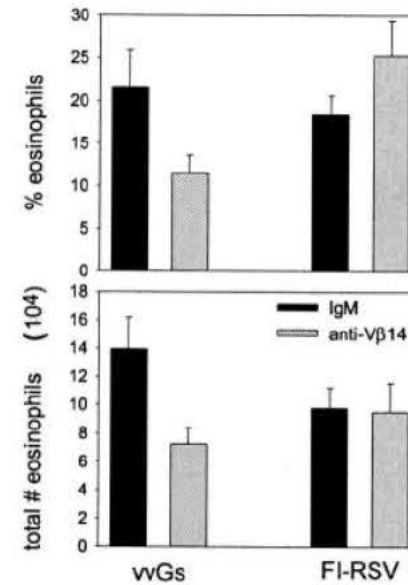 30
25
20
15
10
5
0
% eosinophils
18
16
14
12
10
8
6
4
2
0
total # eosinophils (104)
IgM
anti-Vβ14
vvGs
FI-RSV